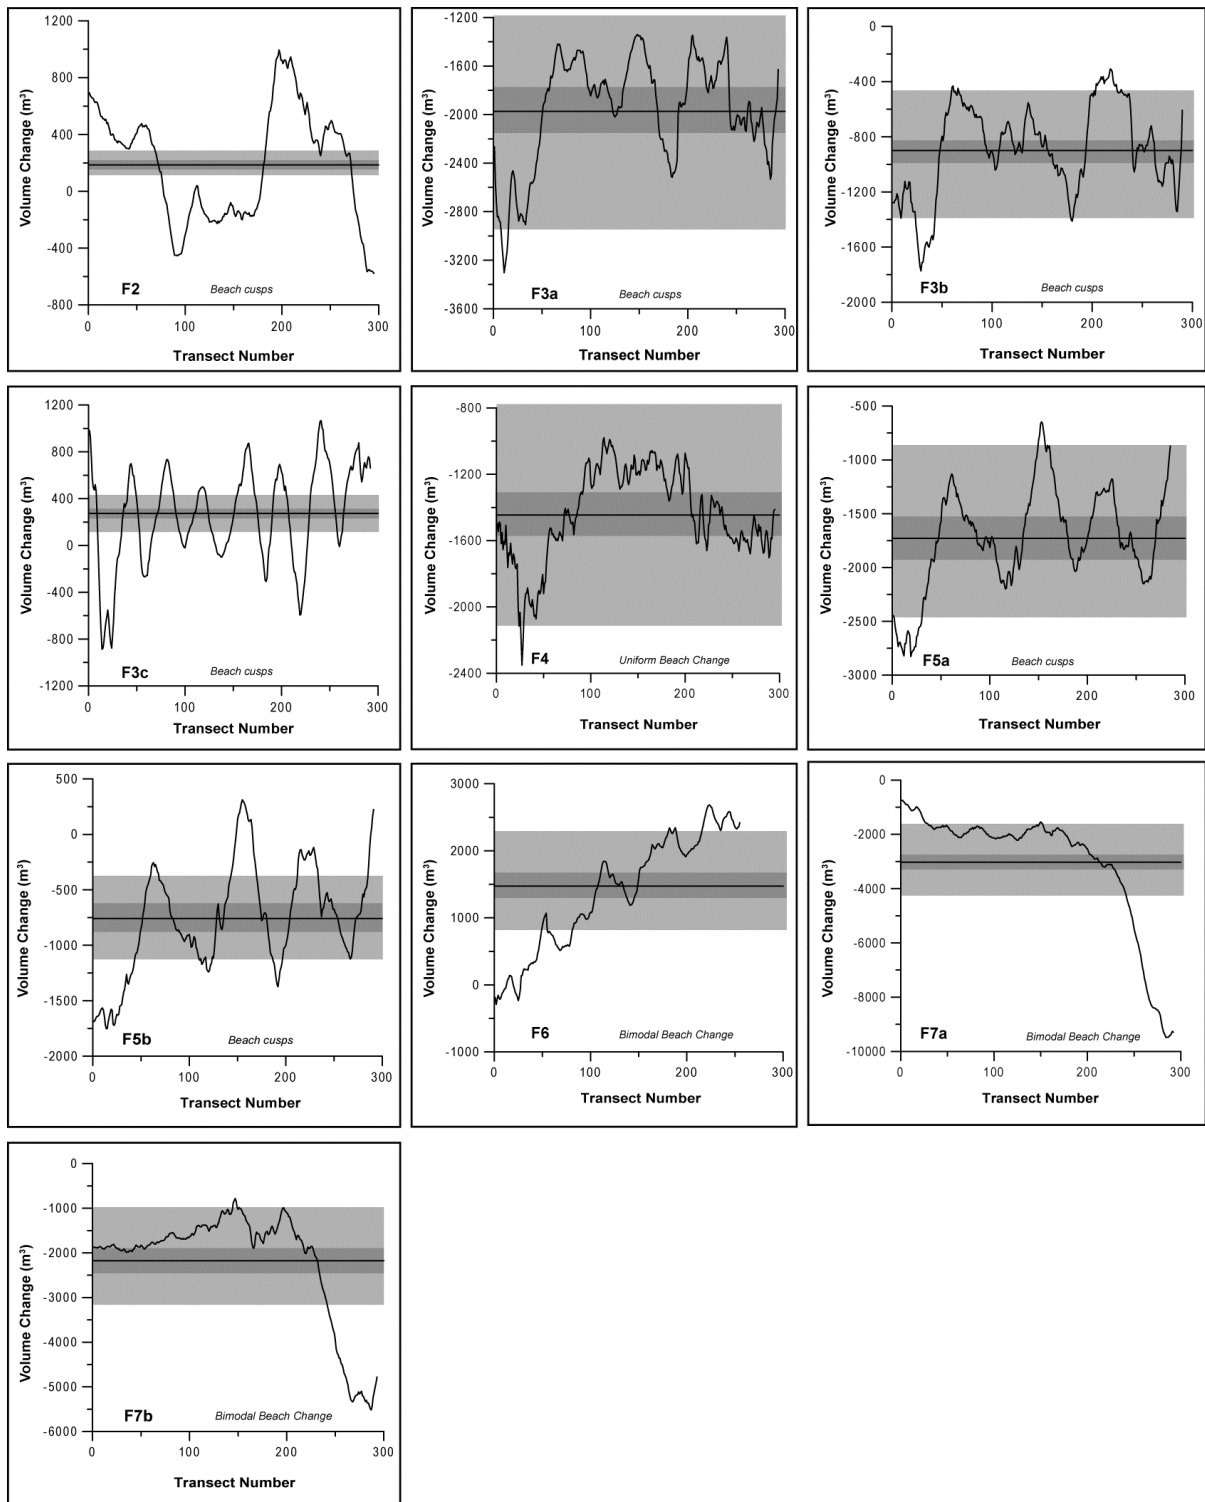 1200
800
400
0
-400
-800
Volume Change (m³)
F2
Beach cusps
0 100 200 300
Transect Number
-1200
-1600
-2000
-2400
-2800
-3200
-3600
Volume Change (m³)
F3a
Beach cusps
0 100 200 300
Transect Number
0
-400
-800
-1200
-1600
-2000
Volume Change (m³)
F3b
Beach cusps
0 100 200 300
Transect Number
1200
800
400
0
-400
-800
-1200
Volume Change (m³)
F3c
Beach cusps
0 100 200 300
Transect Number
-800
-1200
-1600
-2000
-2400
Volume Change (m³)
F4
Uniform Beach Change
0 100 200 300
Transect Number
-500
-1000
-1500
-2000
-2500
-3000
Volume Change (m³)
F5a
Beach cusps
0 100 200 300
Transect Number
500
0
-500
-1000
-1500
-2000
Volume Change (m³)
F5b
Beach cusps
0 100 200 300
Transect Number
3000
2000
1000
0
-1000
Volume Change (m³)
F6
Bimodal Beach Change
0 100 200 300
Transect Number
0
-2000
-4000
-6000
-8000
-10000
Volume Change (m³)
F7a
Bimodal Beach Change
0 100 200 300
Transect Number
0
-1000
-2000
-3000
-4000
-5000
-6000
Volume Change (m³)
F7b
Bimodal Beach Change
0 100 200 300
Transect Number